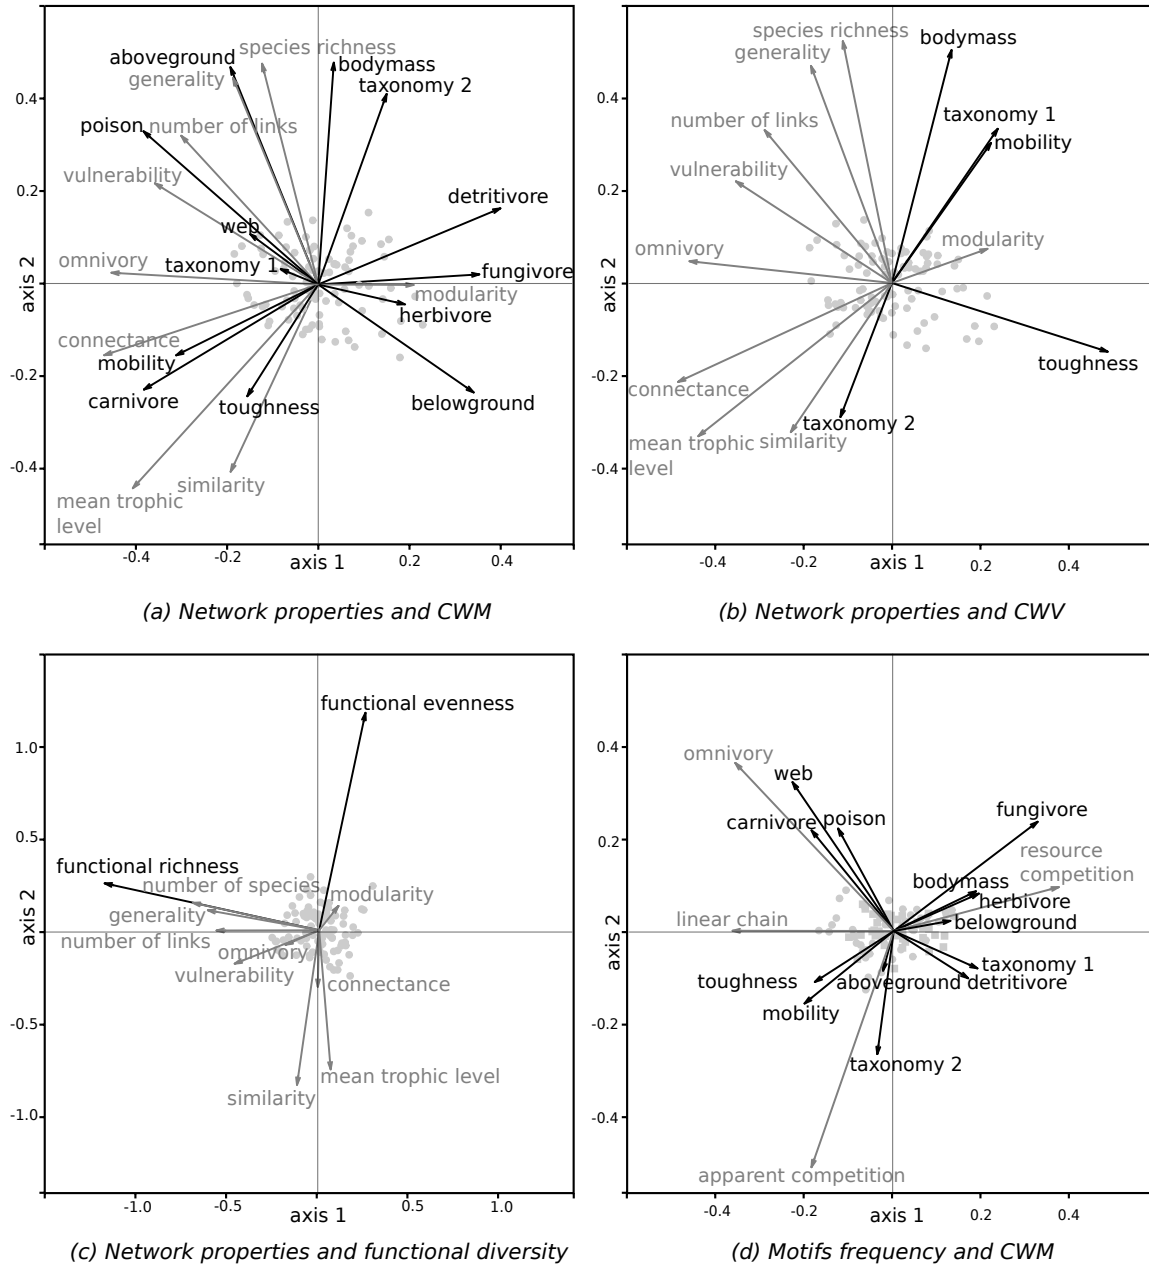 species richness
aboveground
bodymass
generality
taxonomy 2
0.4
poison
number of links
vulnerability
0.2
detritivore
web
omnivory
taxonomy 1
fungivore
modularity
herbivore
axis 2
connectance
mobility
-0.2
carnivore
toughness
belowground
-0.4
similarity
mean trophic
level
-0.4
-0.2
0.2
0.4
axis 1
(a) Network properties and CWM
species richness
bodymass
generality
0.4
taxonomy 1
number of links
mobility
vulnerability
0.2
modularity
omnivory
axis 2
toughness
-0.2
connectance
taxonomy 2
mean trophic
level
similarity
-0.4
-0.4
-0.2
0.2
0.4
axis 1
(b) Network properties and CWV
functional evenness
1.0
0.5
functional richness
number of species
modularity
generality
axis 2
number of links
omnivory
vulnerability
connectance
-0.5
mean trophic level
similarity
-1.0
-1.0
-0.5
0.5
1.0
axis 1
(c) Network properties and functional diversity
omnivory
0.4
web
fungivore
carnivore
poison
0.2
resource
competition
bodymass
herbivore
linear chain
belowground
axis 2
taxonomy 1
toughness
aboveground
detritivore
mobility
-0.2
taxonomy 2
-0.4
apparent competition
-0.4
-0.2
0.2
0.4
axis 1
(d) Motifs frequency and CWM